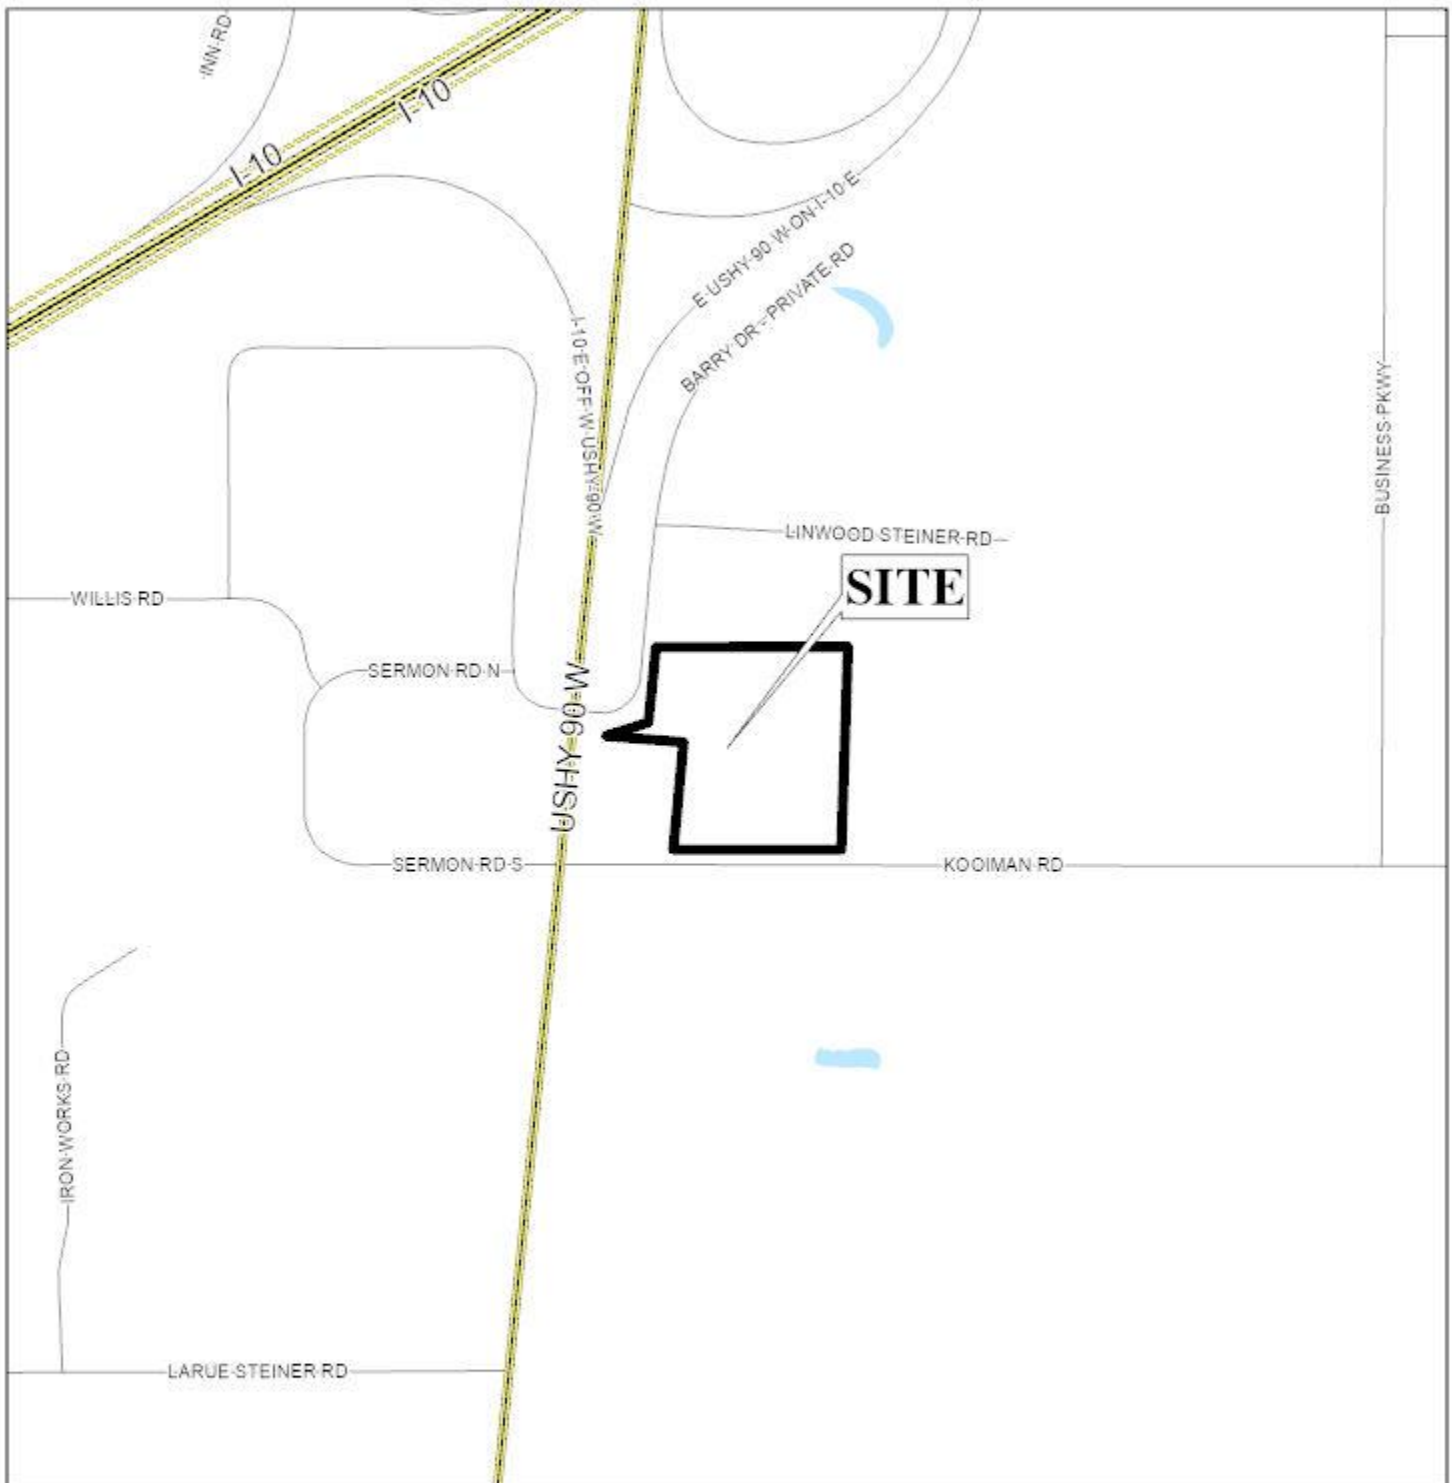 INN RD
I-10
I-10
E USHY 90 W ON I-10 E
BARRY DR - PRIVATE RD
I-10 E OFF W USHY 90 W
BUSINESS PKWY
LINWOOD STEINER RD
SITE
WILLIS RD
SERMON RD N
USHY 90 W
SERMON RD S
KOOIMAN RD
IRON WORKS RD
LARUE STEINER RD